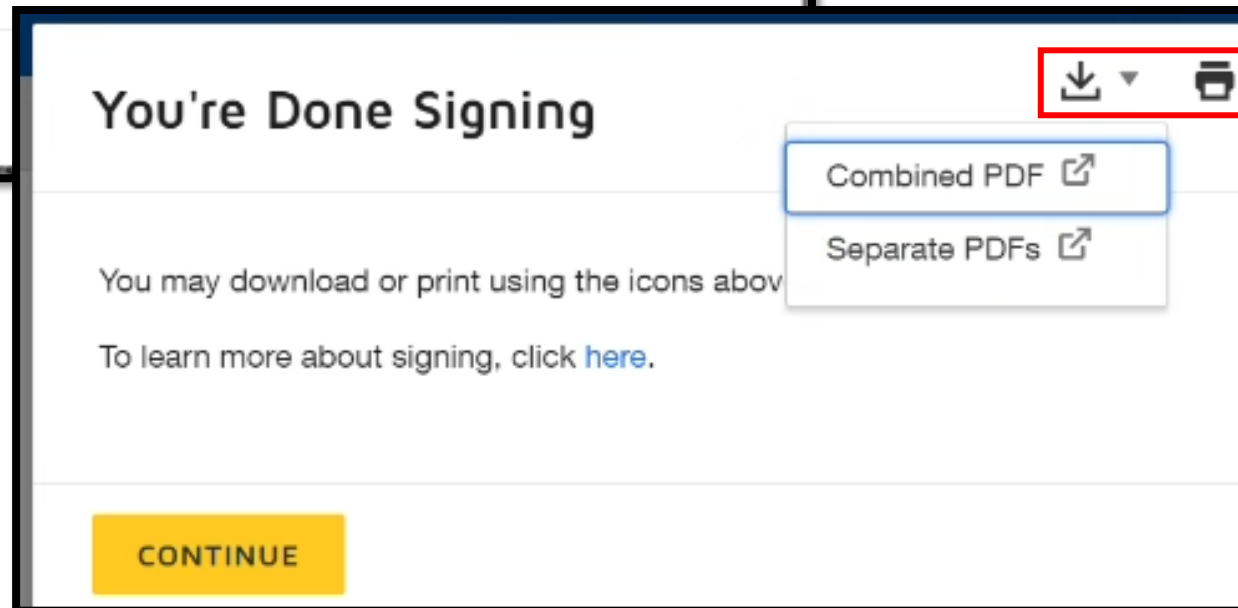 You're Done Signing
Combined PDF
Separate PDFs
You may download or print using the icons abov
To learn more about signing, click here.
CONTINUE